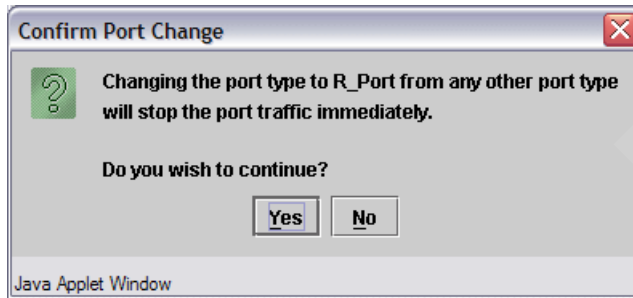 Confirm Port Change
Changing the port type to R_Port from any other port type
will stop the port traffic immediately.
Do you wish to continue?
Yes No
Java Applet Window